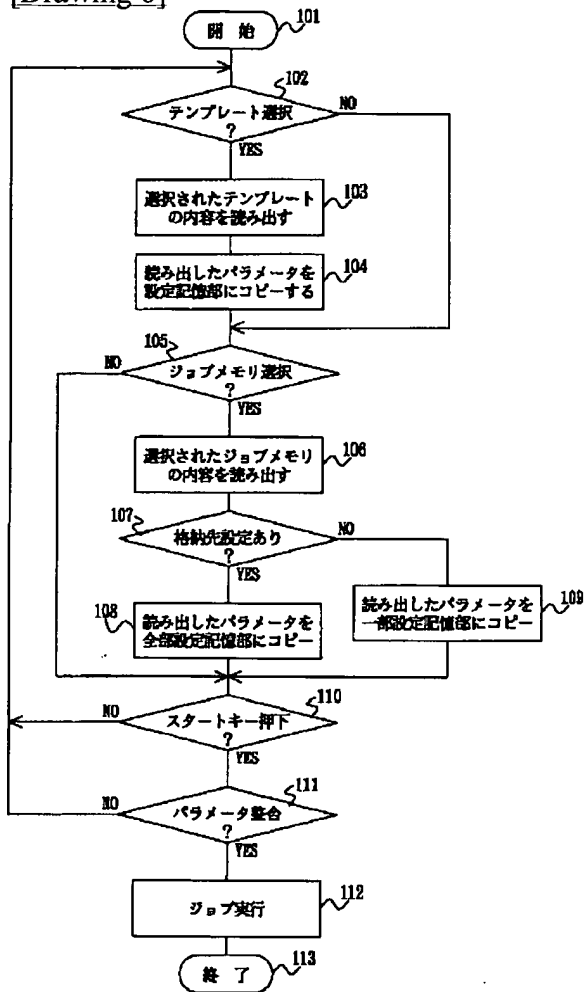 開 始
101
102
テンプレート選択
?
NO
YES
選択されたテンプレート
の内容を読み出す
103
読み出したパラメータを
設定記憶部にコピーする
104
105
NO
ジョブメモリ選択
?
YES
選択されたジョブメモリ
の内容を読み出す
106
107
格納先設定あり
?
NO
YES
108
読み出したパラメータを
全部設定記憶部にコピー
読み出したパラメータを
一部設定記憶部にコピー
109
110
NO
スタートキー押下
?
YES
111
NO
パラメータ整合
?
YES
ジョブ実行
112
終 了
113